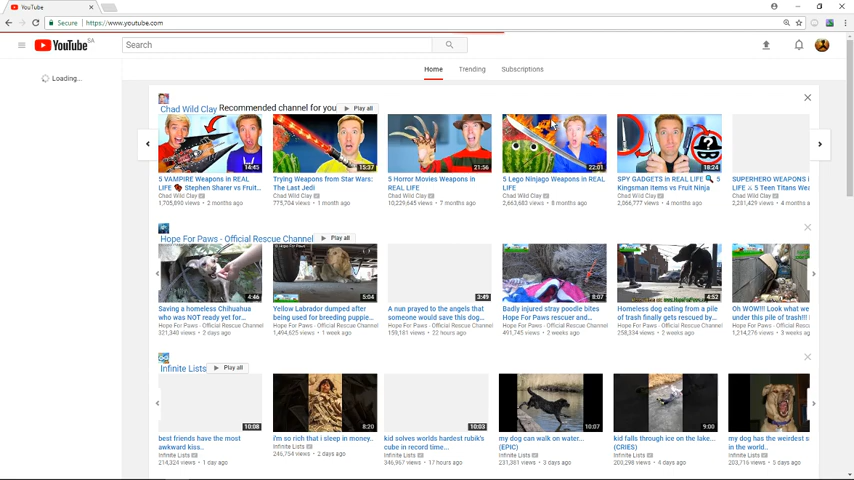 YouTube
Secure
https://www.youtube.com
YouTube SA
Search
Home
Trending
Subscriptions
Loading...
Chad Wild Clay Recommended channel for you
Play all
14:45
15:37
21:56
22:01
18:24
5 VAMPIRE Weapons in REAL
LIFE Stephen Sharer vs Fruit...
Chad Wild Clay
1,705,890 views • 2 months ago
Trying Weapons from Star Wars:
The Last Jedi
Chad Wild Clay
775,704 views • 1 month ago
5 Horror Movies Weapons in
REAL LIFE
Chad Wild Clay
10,229,645 views • 7 months ago
5 Lego Ninjago Weapons in REAL
LIFE
Chad Wild Clay
2,663,683 views • 8 months ago
SPY GADGETS in REAL LIFE 🔍 5
Kingsman Items vs Fruit Ninja
Chad Wild Clay
2,066,777 views • 4 months ago
SUPERHERO WEAPONS i
LIFE ⚔ 5 Teen Titans Wea
Chad Wild Clay
2,281,429 views • 4 months a
Hope For Paws - Official Rescue Channel
Play all
4:46
5:04
3:49
8:07
4:52
Saving a homeless Chihuahua
who was NOT ready yet for...
Hope For Paws - Official Rescue Channel
321,340 views • 2 days ago
Yellow Labrador dumped after
being used for breeding puppie...
Hope For Paws - Official Rescue Channel
1,494,625 views • 1 week ago
A nun prayed to the angels that
someone would save this dog...
Hope For Paws - Official Rescue Channel
159,181 views • 22 hours ago
Badly injured stray poodle bites
Hope For Paws rescuer and...
Hope For Paws - Official Rescue Channel
491,745 views • 2 weeks ago
Homeless dog eating from a pile
of trash finally gets rescued by...
Hope For Paws - Official Rescue Channel
258,334 views • 2 weeks ago
Oh WOW!!! Look what we
under this pile of trash!!!
Hope For Paws - Official Rescue
1,214,276 views • 3 weeks ag
Infinite Lists
Play all
10:08
8:20
10:03
10:07
9:00
best friends have the most
awkward kiss..
Infinite Lists
214,324 views • 1 day ago
i'm so rich that i sleep in money..
Infinite Lists
246,754 views • 2 days ago
kid solves worlds hardest rubik's
cube in record time...
Infinite Lists
346,967 views • 17 hours ago
my dog can walk on water...
(EPIC)
Infinite Lists
231,381 views • 3 days ago
kid falls through ice on the lake...
(CRIES)
Infinite Lists
200,298 views • 4 days ago
my dog has the weirdest s
in the world..
Infinite Lists
203,716 views • 5 days ago